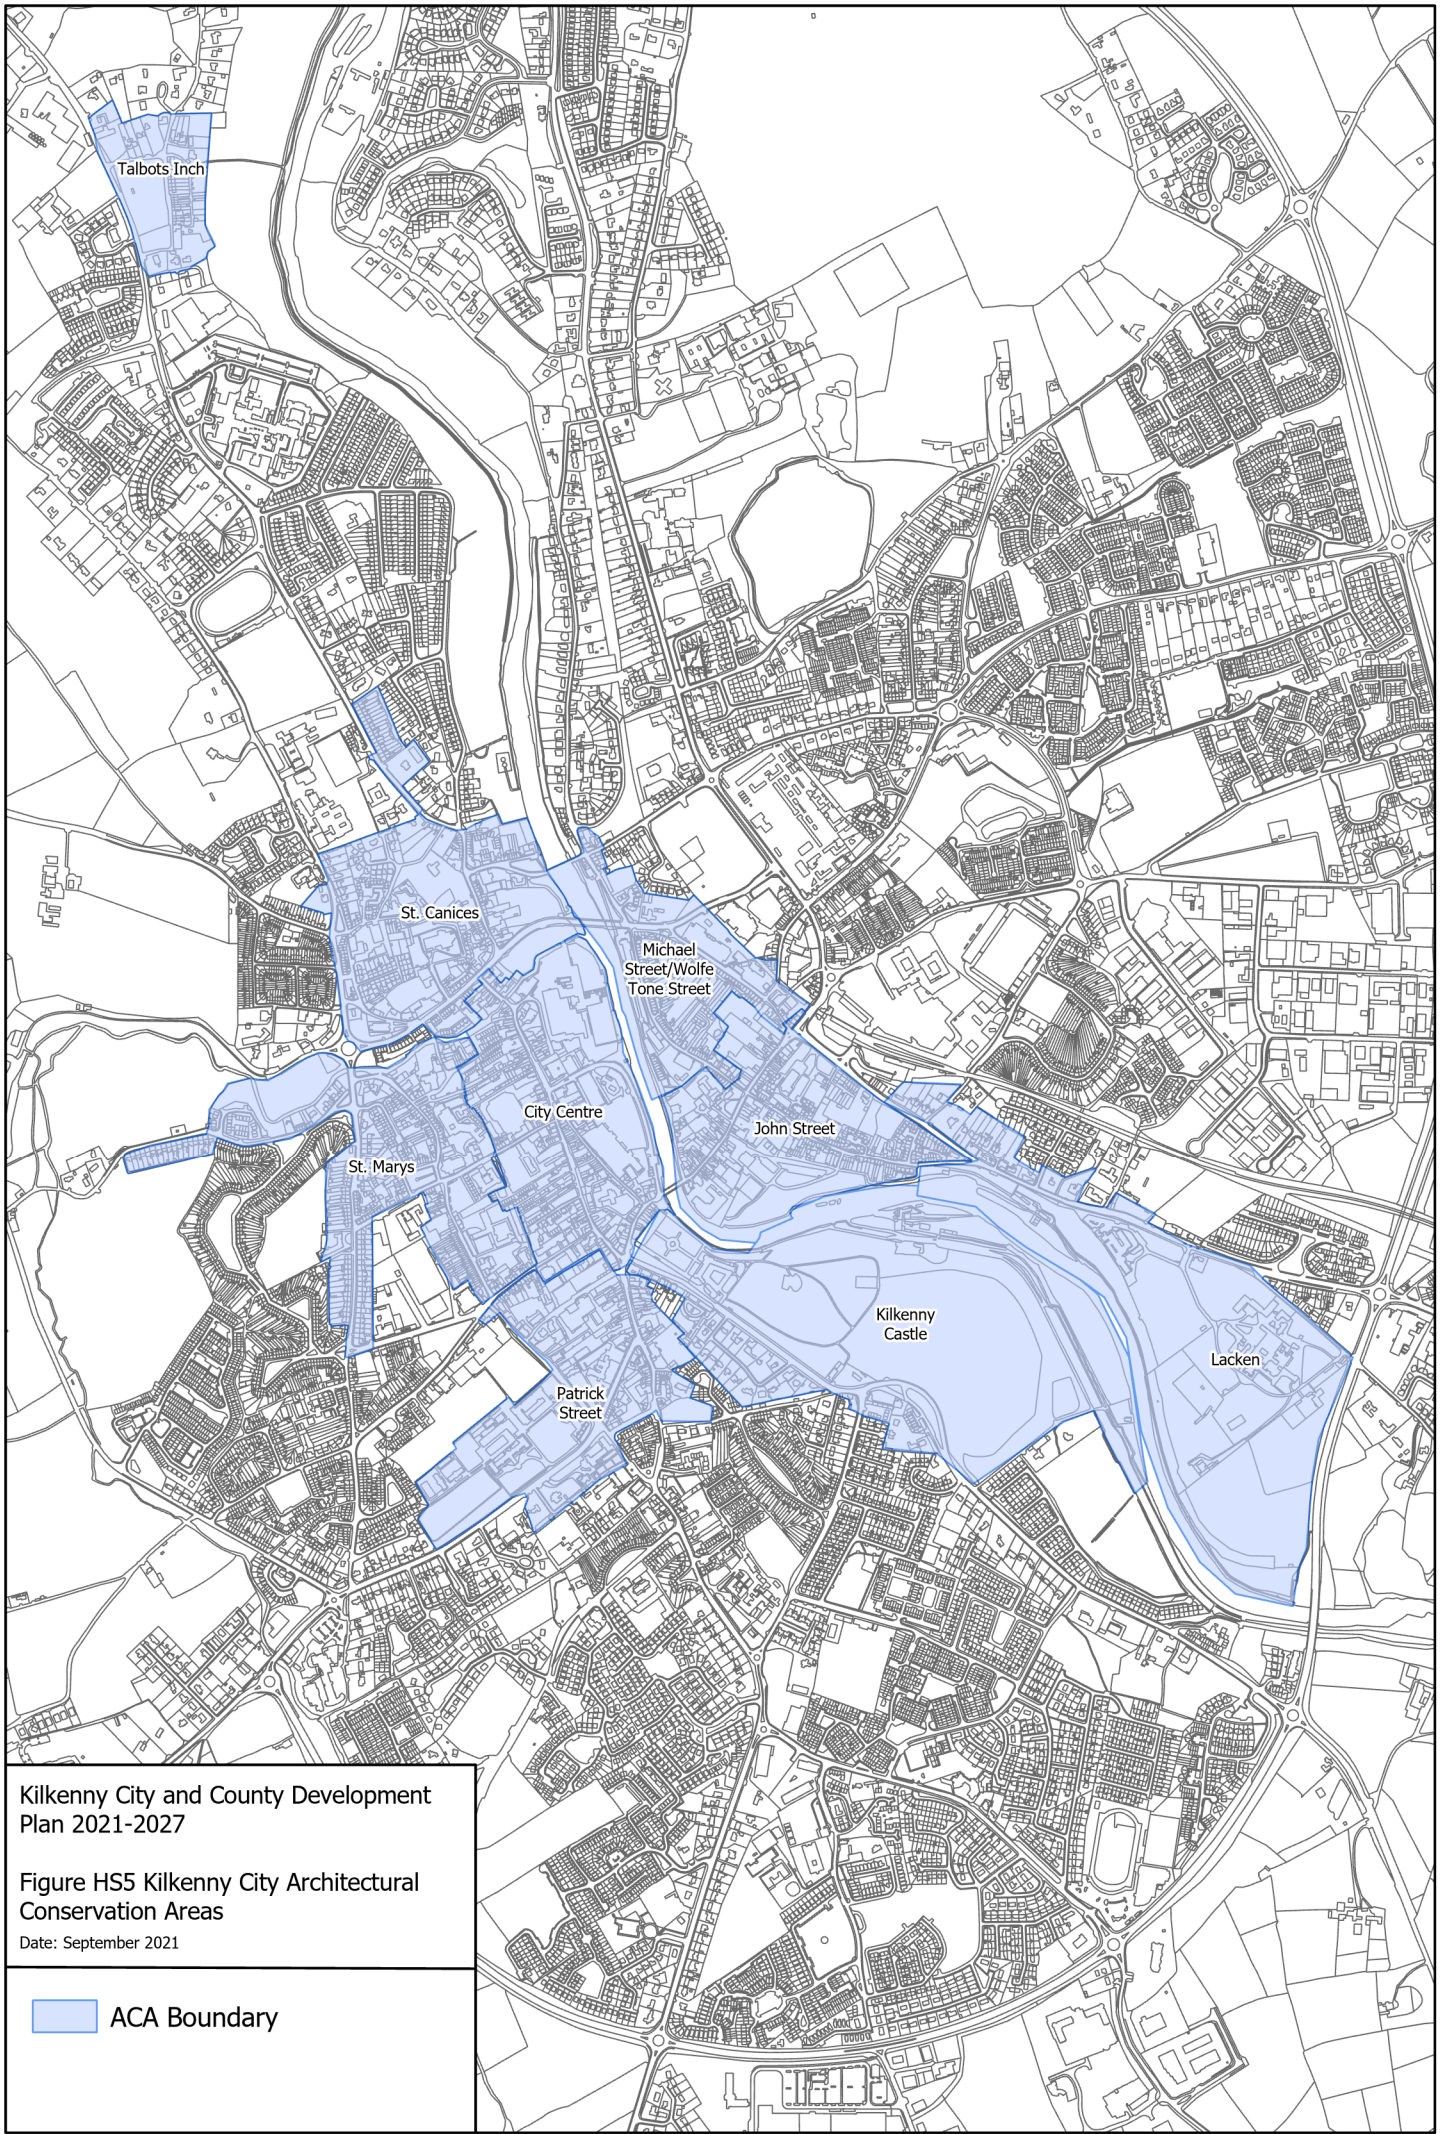 Talbots Inch
St. Canices
Michael
Street/Wolfe
Tone Street
City Centre
John Street
St. Marys
Kilkenny
Castle
Lacken
Patrick
Street
Kilkenny City and County Development
Plan 2021-2027
Figure HS5 Kilkenny City Architectural
Conservation Areas
Date: September 2021
ACA Boundary